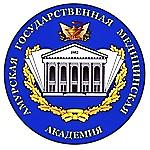 АМУРСКАЯ ГОСУДАРСТВЕННАЯ МЕДИЦИНСКАЯ
АКАДЕМИЯ
1952